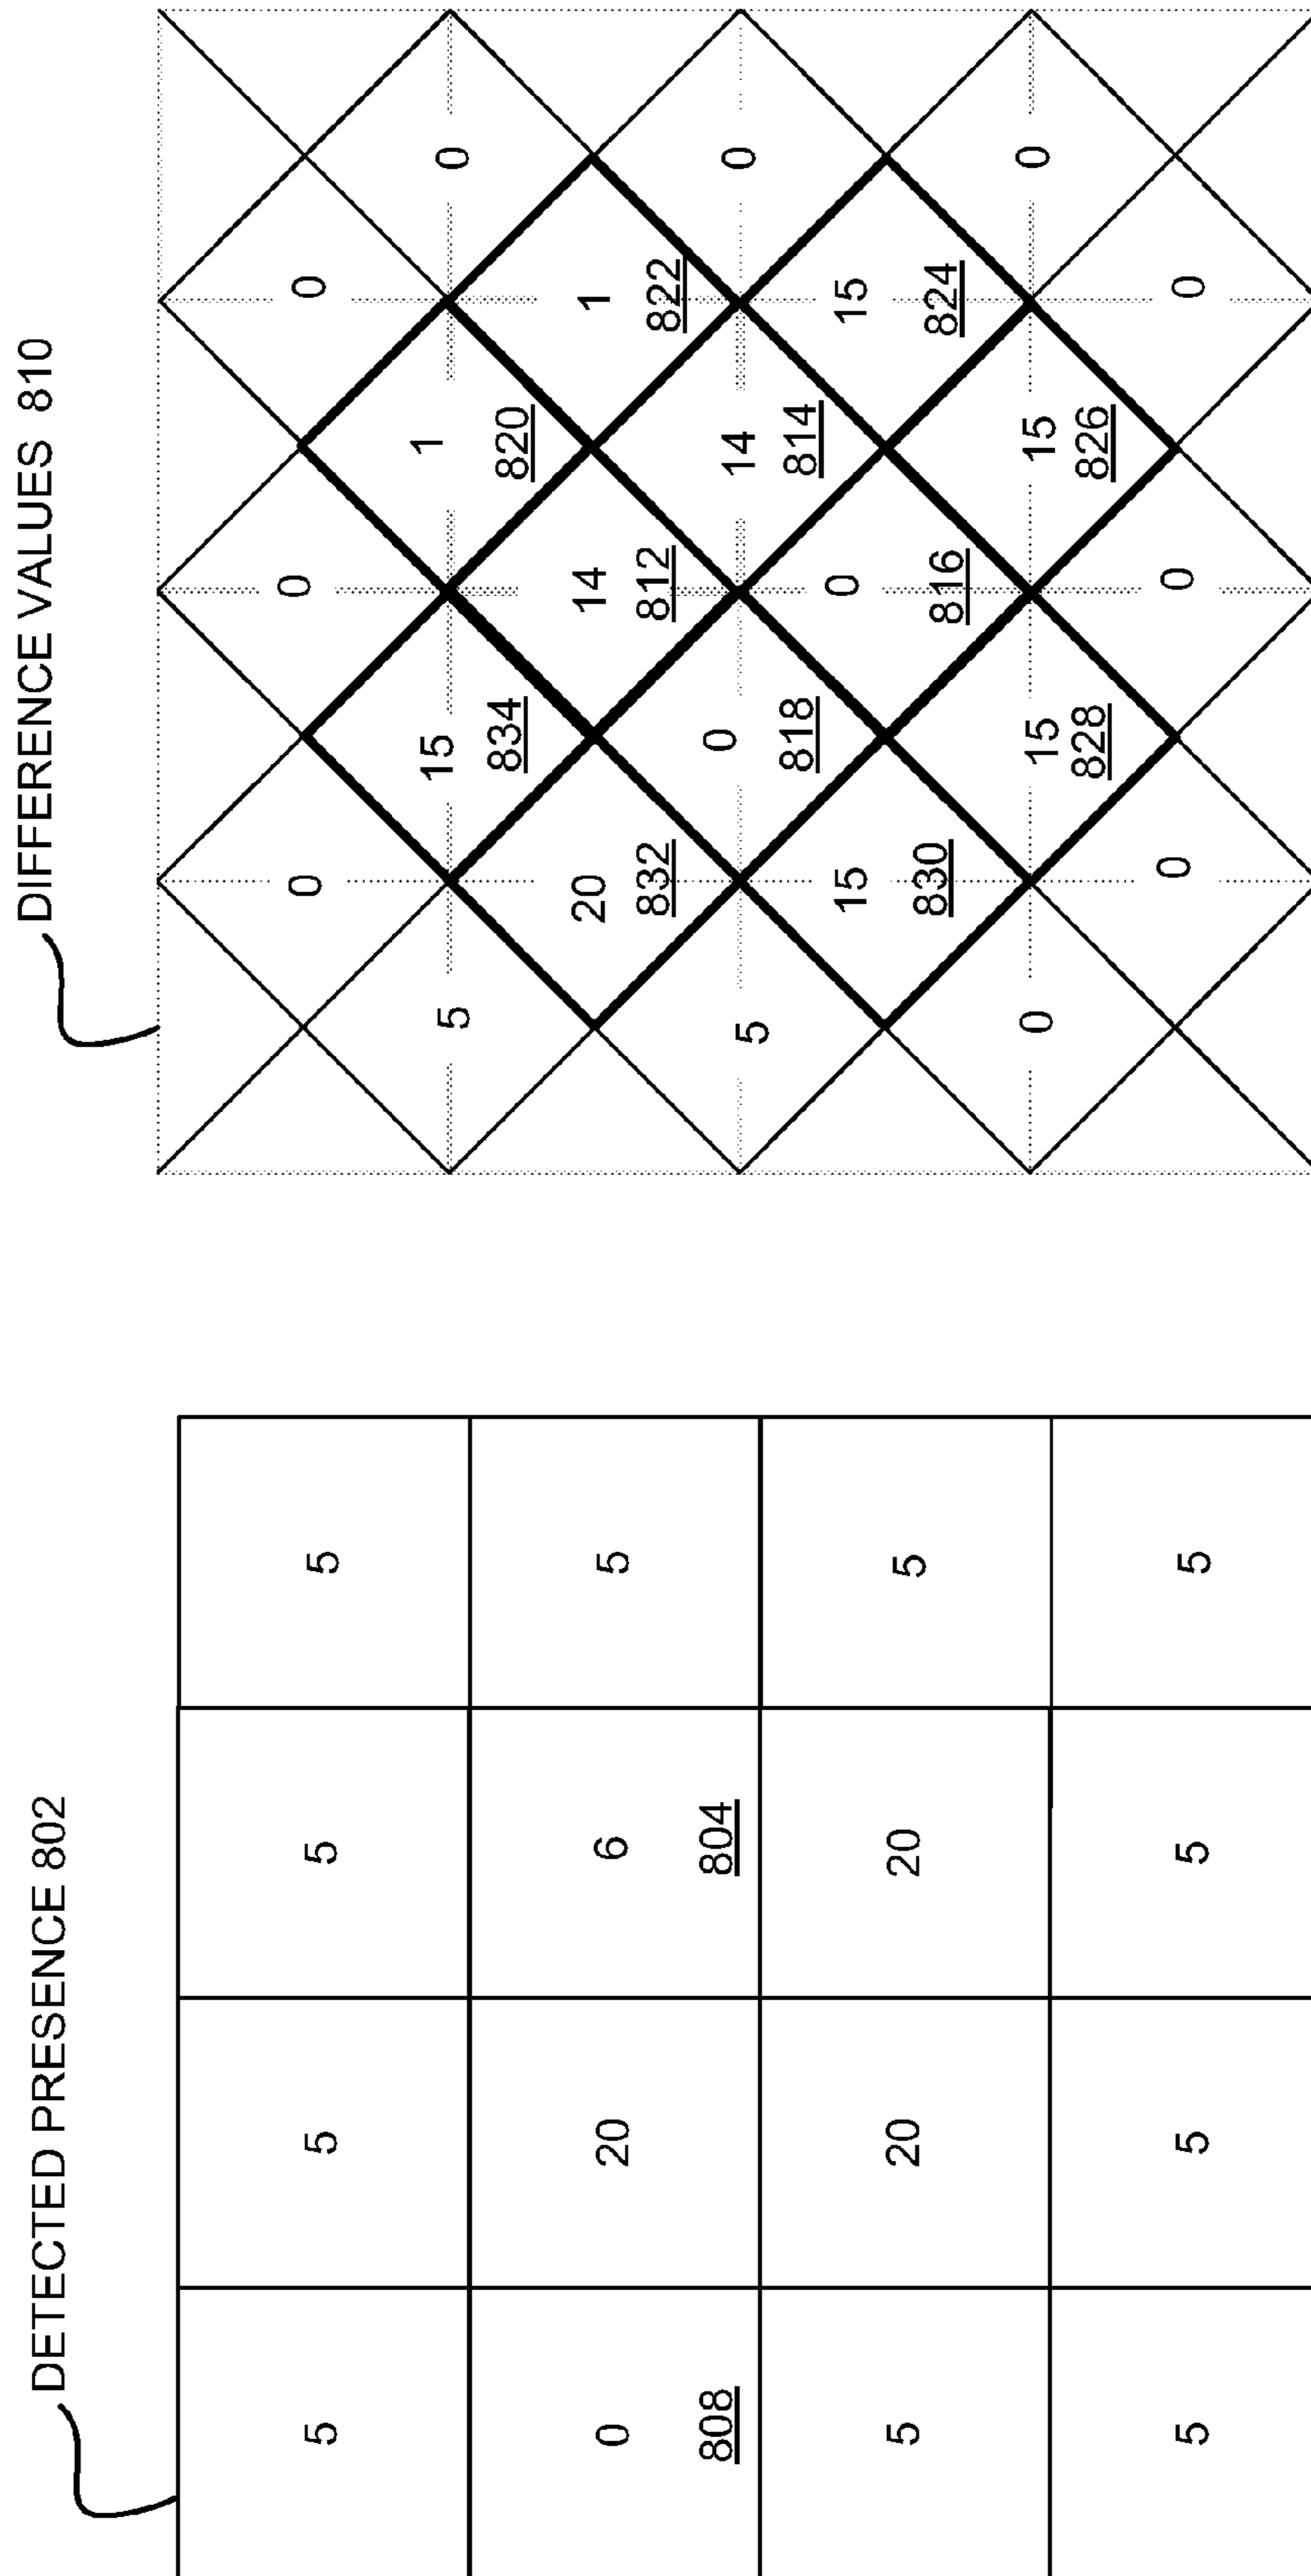 DETECTED PRESENCE 802
5 5 5 5
0 20 6 5
808 804
5 20 20 5
5 5 5 5
DIFFERENCE VALUES 810
0 0 0
5 15 1 0
834 820
20 14 1
832 812 822
5 0 14 0
818 814
15 0 15
830 816 824
0 15 15 0
828 826
0 0 0